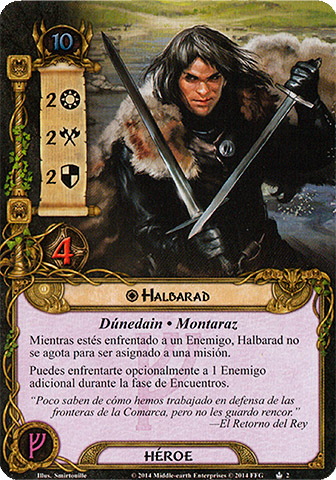 10
2
2
2
4
Halbarad
Dúnedain • Montaraz
Mientras estés enfrentado a un Enemigo, Halbarad no
se agota para ser asignado a una misión.
Puedes enfrentarte opcionalmente a 1 Enemigo
adicional durante la fase de Encuentros.
“Poco saben de cómo hemos trabajado en defensa de las
fronteras de la Comarca, pero no les guardo rencor.”
—El Retorno del Rey
HÉROE
Illus. Smirtouille
© 2014 Middle-earth Enterprises © 2014 FFG
2